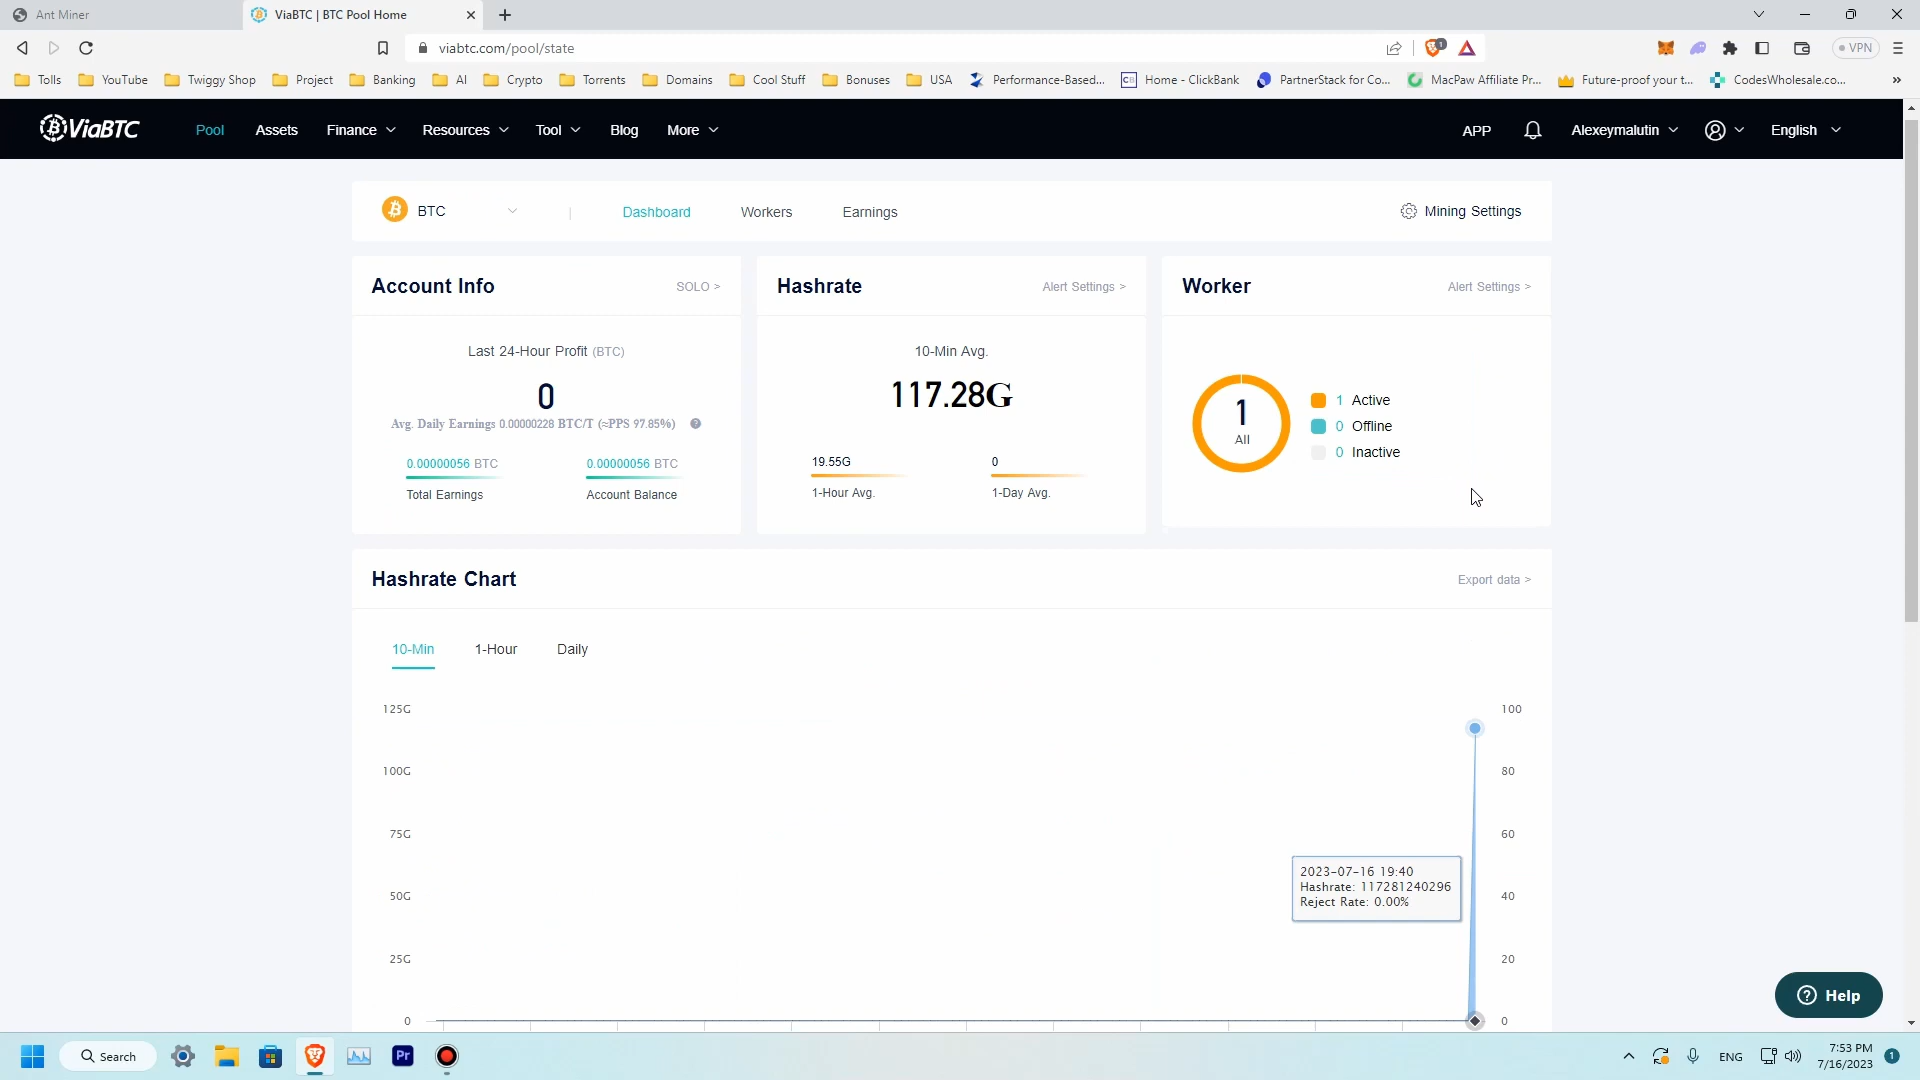 Ant Miner
ViaBTC | BTC Pool Home
viabtc.com/pool/state
1
VPN
Tolls
YouTube
Twiggy Shop
Project
Banking
AI
Crypto
Torrents
Domains
Cool Stuff
Bonuses
USA
Performance-Based...
CB Home - ClickBank
PartnerStack for Co...
MacPaw Affiliate Pr...
Future-proof your t...
CodesWholesale.co...
»
ViaBTC
Pool
Assets
Finance
Resources
Tool
Blog
More
APP
Alexeymalutin
English
BTC
Dashboard
Workers
Earnings
Mining Settings
Account Info
SOLO >
Last 24-Hour Profit (BTC)
0
Avg. Daily Earnings 0.00000228 BTC/T (≈PPS 97.85%) ?
0.00000056 BTC
Total Earnings
0.00000056 BTC
Account Balance
Hashrate
Alert Settings >
10-Min Avg.
117.28G
19.55G
1-Hour Avg.
0
1-Day Avg.
Worker
Alert Settings >
1
All
1 Active
0 Offline
0 Inactive
Hashrate Chart
Export data >
10-Min
1-Hour
Daily
125G
100G
75G
50G
25G
0
100
80
60
40
20
0
2023-07-16 19:40
Hashrate: 117281240296
Reject Rate: 0.00%
? Help
Search
Pr
ENG
7:53 PM
7/16/2023
1